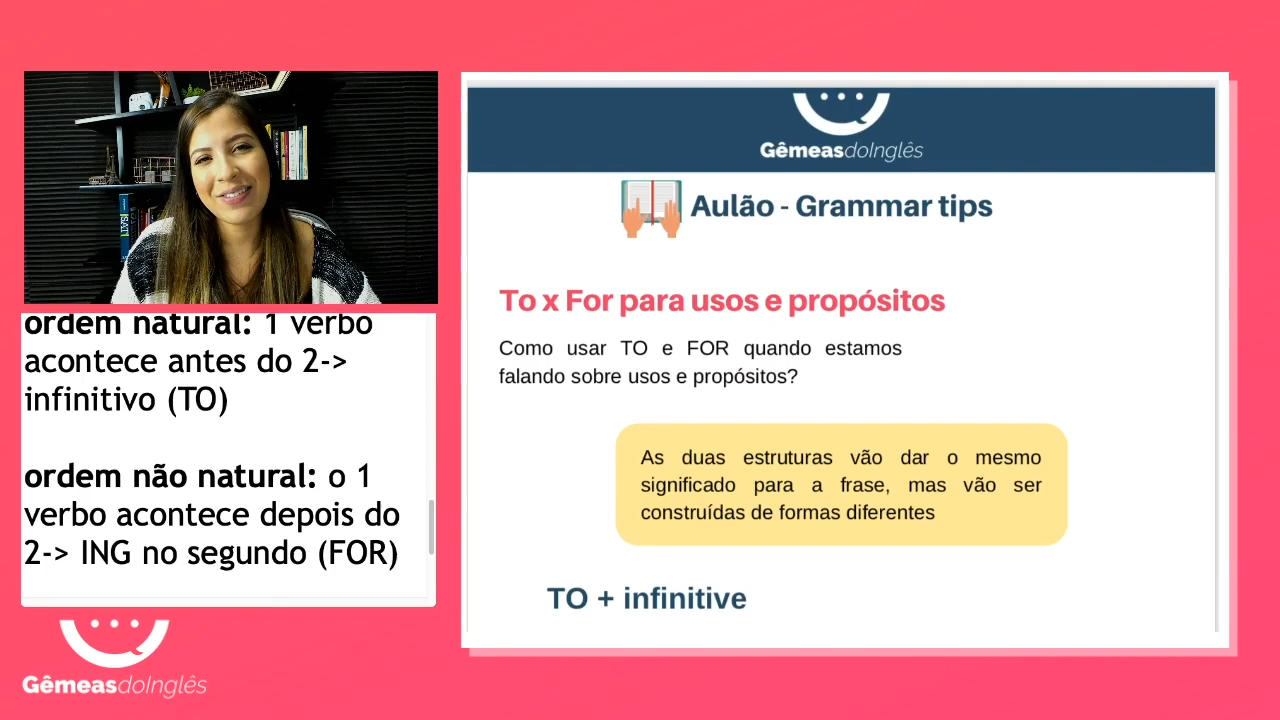 ordem natural: 1 verbo
acontece antes do 2->
infinitivo (TO)
ordem não natural: o 1
verbo acontece depois do
2-> ING no segundo (FOR)
GêmeasdoInglês
GêmeasdoInglês
Aulão - Grammar tips
To x For para usos e propósitos
Como usar TO e FOR quando estamos
falando sobre usos e propósitos?
As duas estruturas vão dar o mesmo
significado para a frase, mas vão ser
construídas de formas diferentes
TO + infinitive